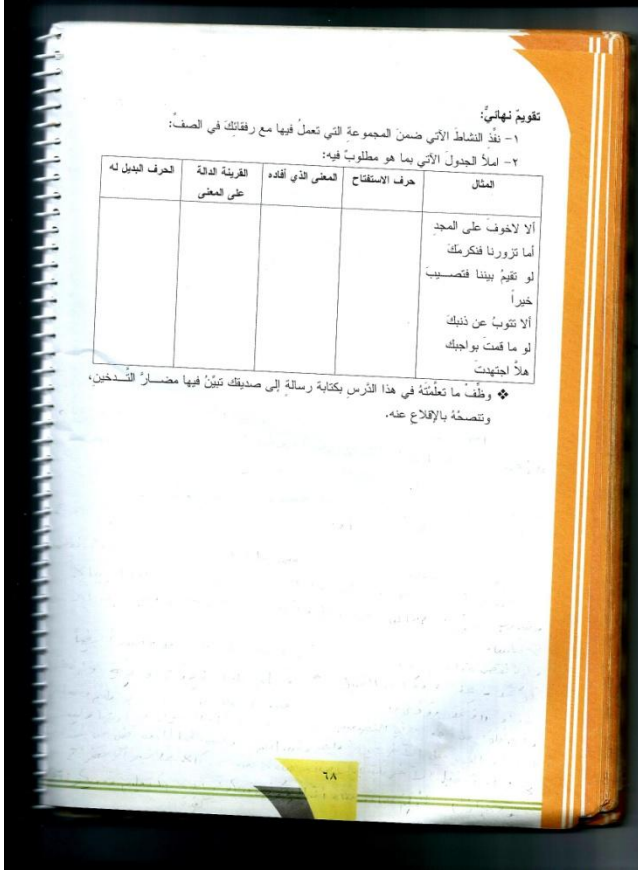 تقويمٌ نهائيٌّ:
١- نفِّذِ النشاطَ الآتي ضمنَ المجموعةِ التي تعملُ فيها مع رفقائِكَ في الصفِّ:
٢- املأ الجدولَ الآتي بما هو مطلوبٌ فيه:
المثال حرف الاستفتاح المعنى الذي أفاده القرينة الدالة على المعنى الحرف البديل له
ألا لاخوفَ على المجدِ
أما تزورنا فنكرمَكَ
لو تقيمُ بيننا فتصيبَ
خيراً
ألا تتوبُ عن ذنبكَ
لو ما قمتَ بواجبك
هلاَّ اجتهدتَ
❖ وظِّفْ ما تعلَّمْتَهُ في هذا الدَّرسِ بكتابة رسالةٍ إلى صديقك تبيِّنُ فيها مضارَّ التَّدخينِ،
وتنصحُهُ بالإقلاعِ عنه.
٦٨